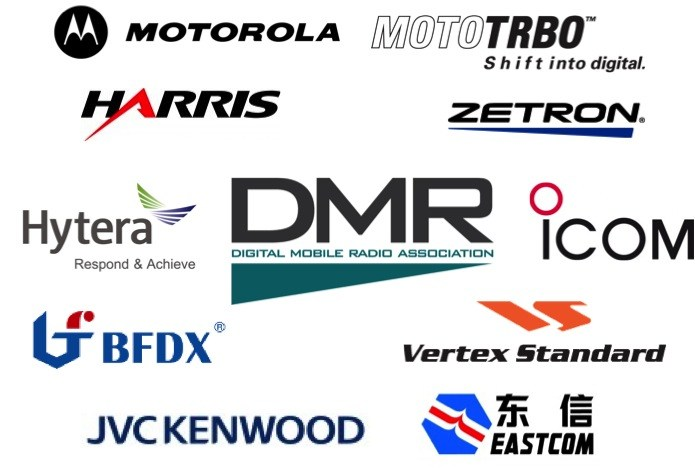 MOTOROLA
MOTOTRBO™
Shift into digital.
HARRIS
ZETRON®
Hytera
Respond & Achieve
DMR
DIGITAL MOBILE RADIO ASSOCIATION
ICOM
BFDX®
Vertex Standard
JVCKENWOOD
东信
EASTCOM